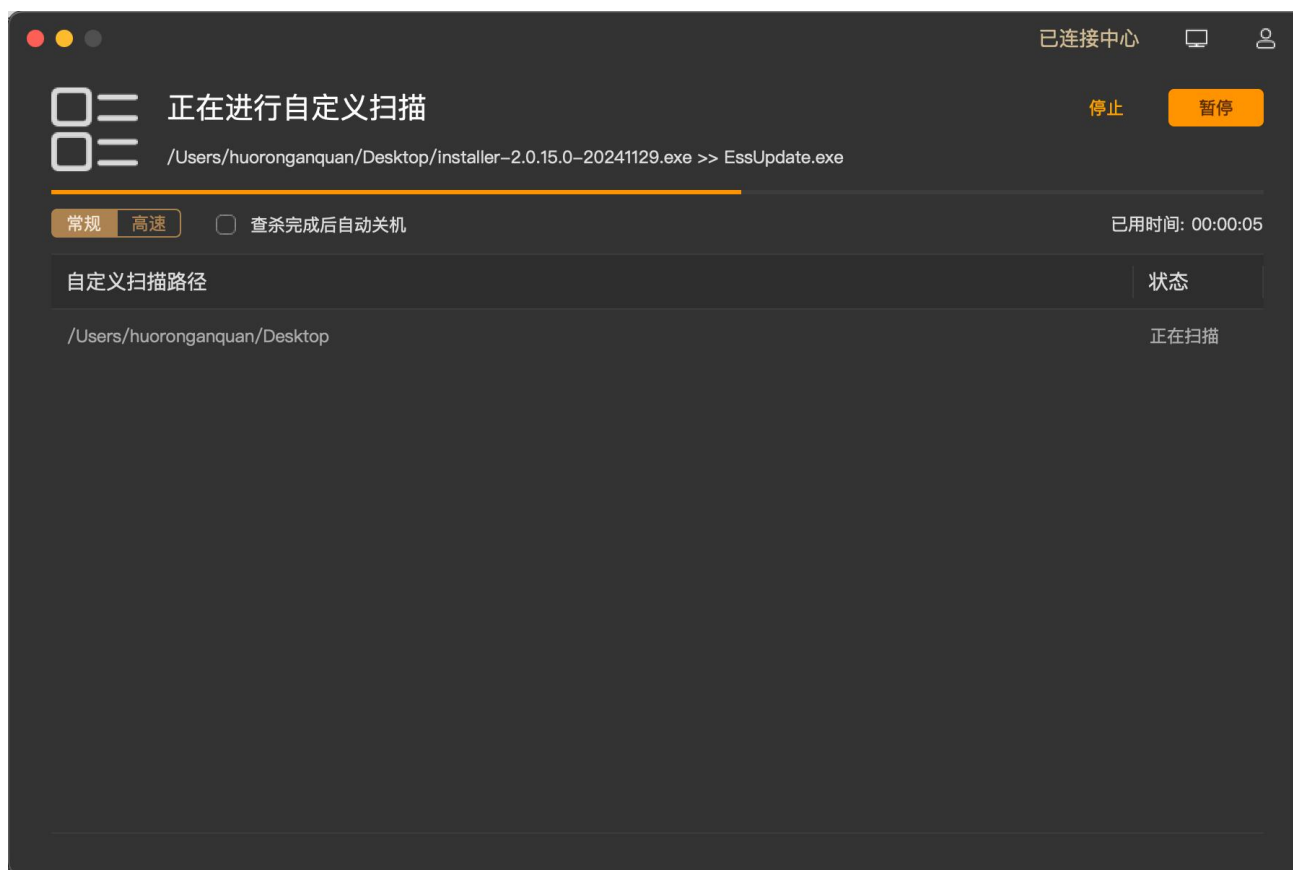 已连接中心
正在进行自定义扫描
停止
暂停
/Users/huoronganquan/Desktop/installer-2.0.15.0-20241129.exe >> EssUpdate.exe
常规
高速
查杀完成后自动关机
已用时间: 00:00:05
自定义扫描路径
状态
/Users/huoronganquan/Desktop
正在扫描